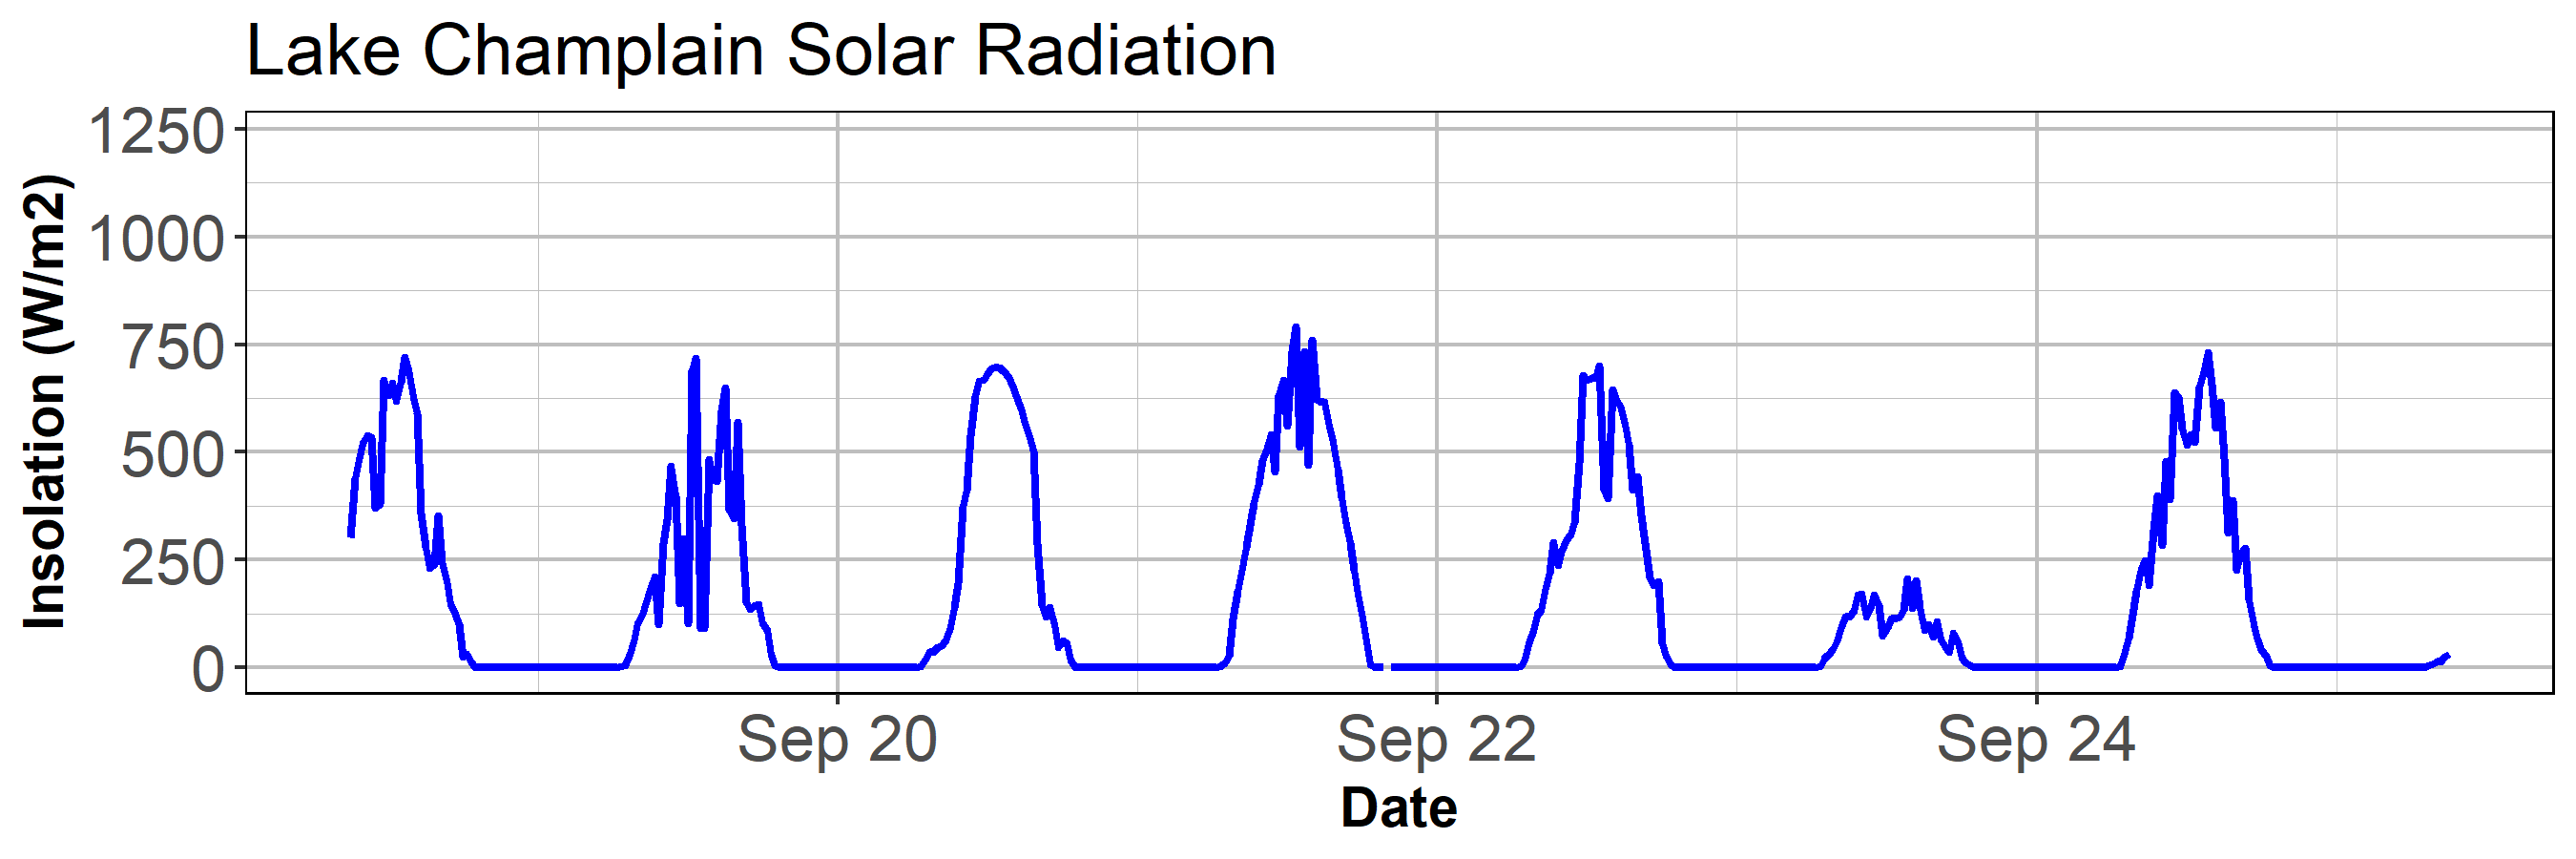 Lake Champlain Solar Radiation
Insolation (W/m2)
1250
1000
750
500
250
0
Sep 20
Sep 22
Sep 24
Date